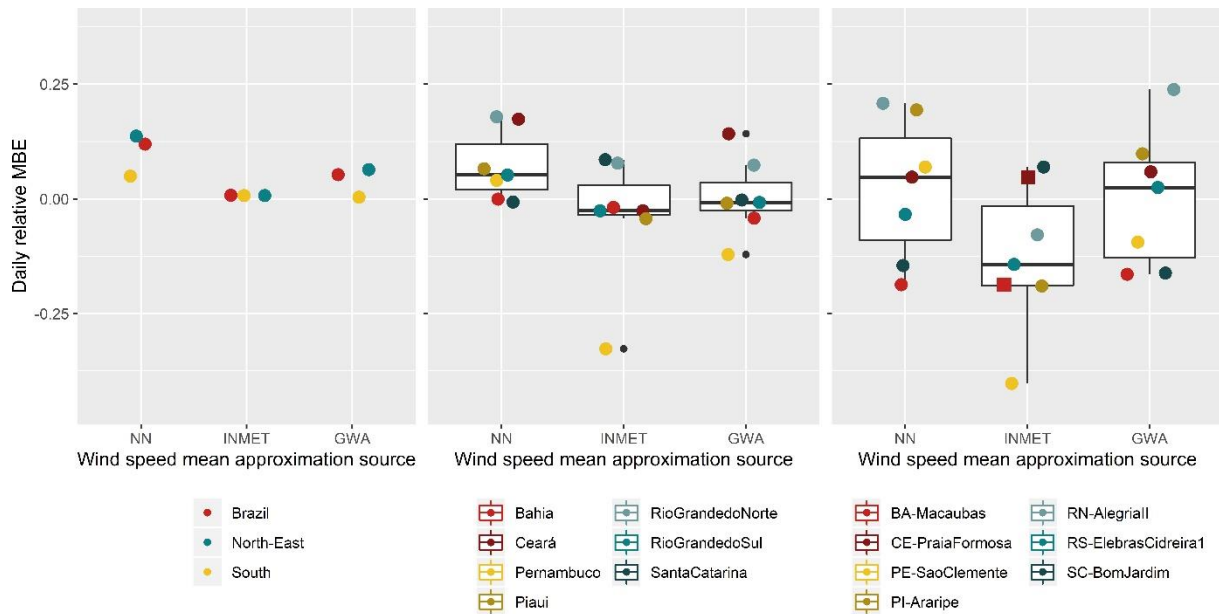 Daily relative MBE
0.25
0.00
-0.25
NN INMET GWA
Wind speed mean approximation source
NN INMET GWA
Wind speed mean approximation source
NN INMET GWA
Wind speed mean approximation source
Brazil
North-East
South
Bahia
Ceará
Pernambuco
Piaui
RioGrandedoNorte
RioGrandedoSul
SantaCatarina
BA-Macaubas
CE-PraiaFormosa
PE-SaoClemente
PI-Araripe
RN-AlegriaII
RS-ElebrasCidreira1
SC-BomJardim